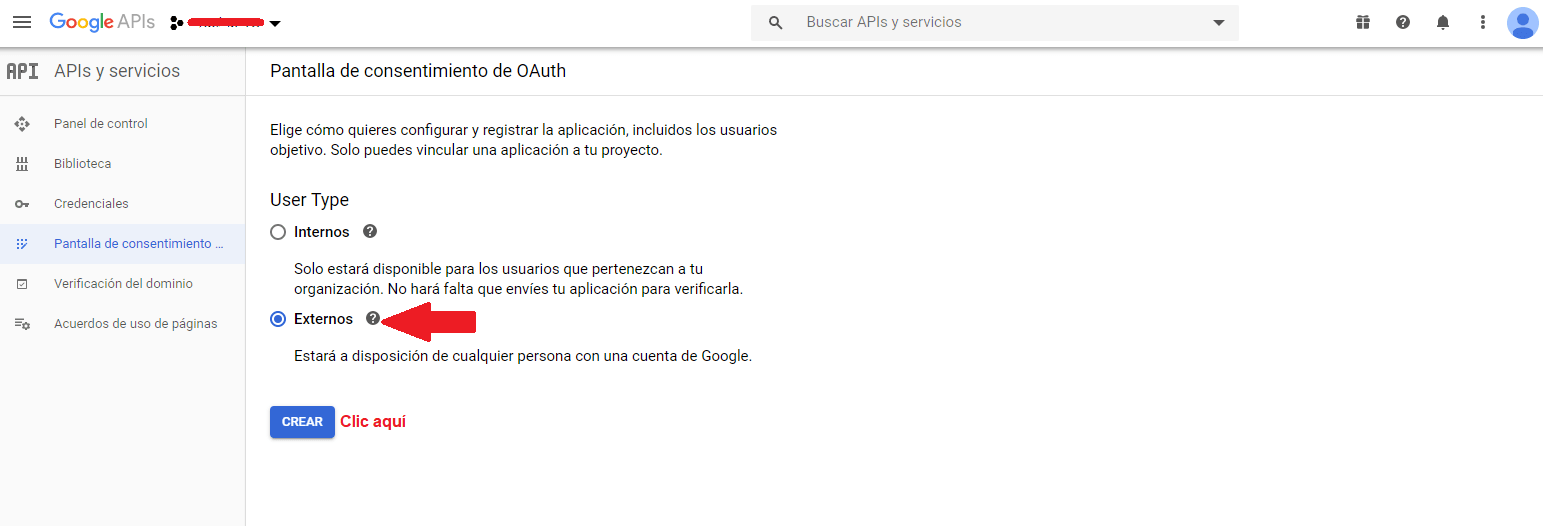 Google APIs
Buscar APIs y servicios
API APIs y servicios
Pantalla de consentimiento de OAuth
Panel de control
Biblioteca
Credenciales
Pantalla de consentimiento ...
Verificación del dominio
Acuerdos de uso de páginas
Elige cómo quieres configurar y registrar la aplicación, incluidos los usuarios
objetivo. Solo puedes vincular una aplicación a tu proyecto.
User Type
Internos
Solo estará disponible para los usuarios que pertenezcan a tu
organización. No hará falta que envíes tu aplicación para verificarla.
Externos
Estará a disposición de cualquier persona con una cuenta de Google.
CREAR Clic aquí